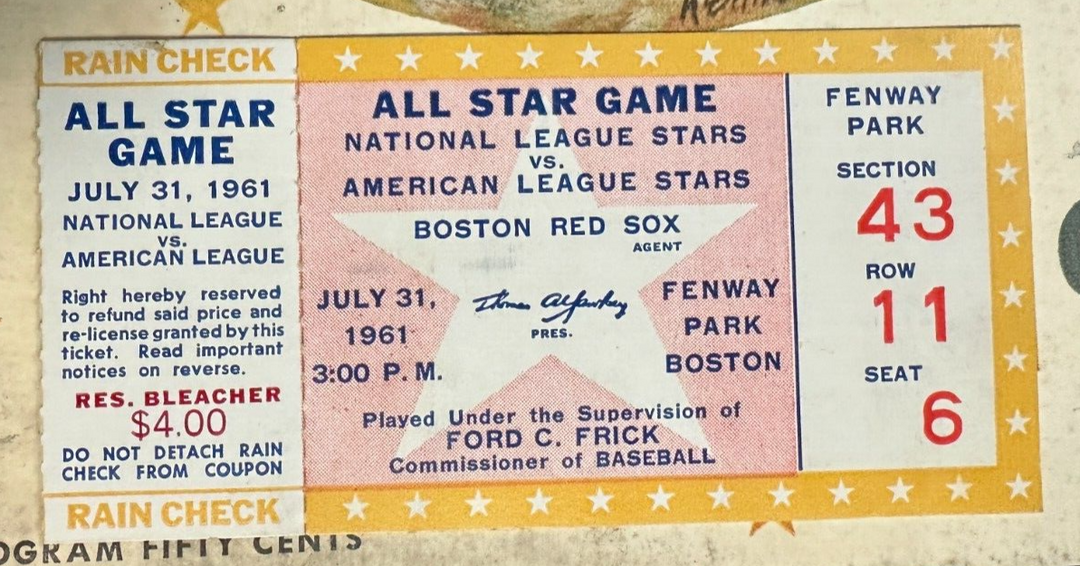 RAIN CHECK
ALL STAR
GAME
JULY 31, 1961
NATIONAL LEAGUE
VS.
AMERICAN LEAGUE
Right hereby reserved
to refund said price and
re-license granted by this
ticket. Read important
notices on reverse.
RES. BLEACHER
$4.00
DO NOT DETACH RAIN
CHECK FROM COUPON
RAIN CHECK
ALL STAR GAME
NATIONAL LEAGUE STARS
VS.
AMERICAN LEAGUE STARS
BOSTON RED SOX
AGENT
JULY 31,
1961
3:00 P. M.
PRES.
FENWAY
PARK
BOSTON
Played Under the Supervision of
FORD C. FRICK
Commissioner of BASEBALL
FENWAY
PARK
SECTION
43
ROW
11
SEAT
6
OGRAM FIFTY CENTS